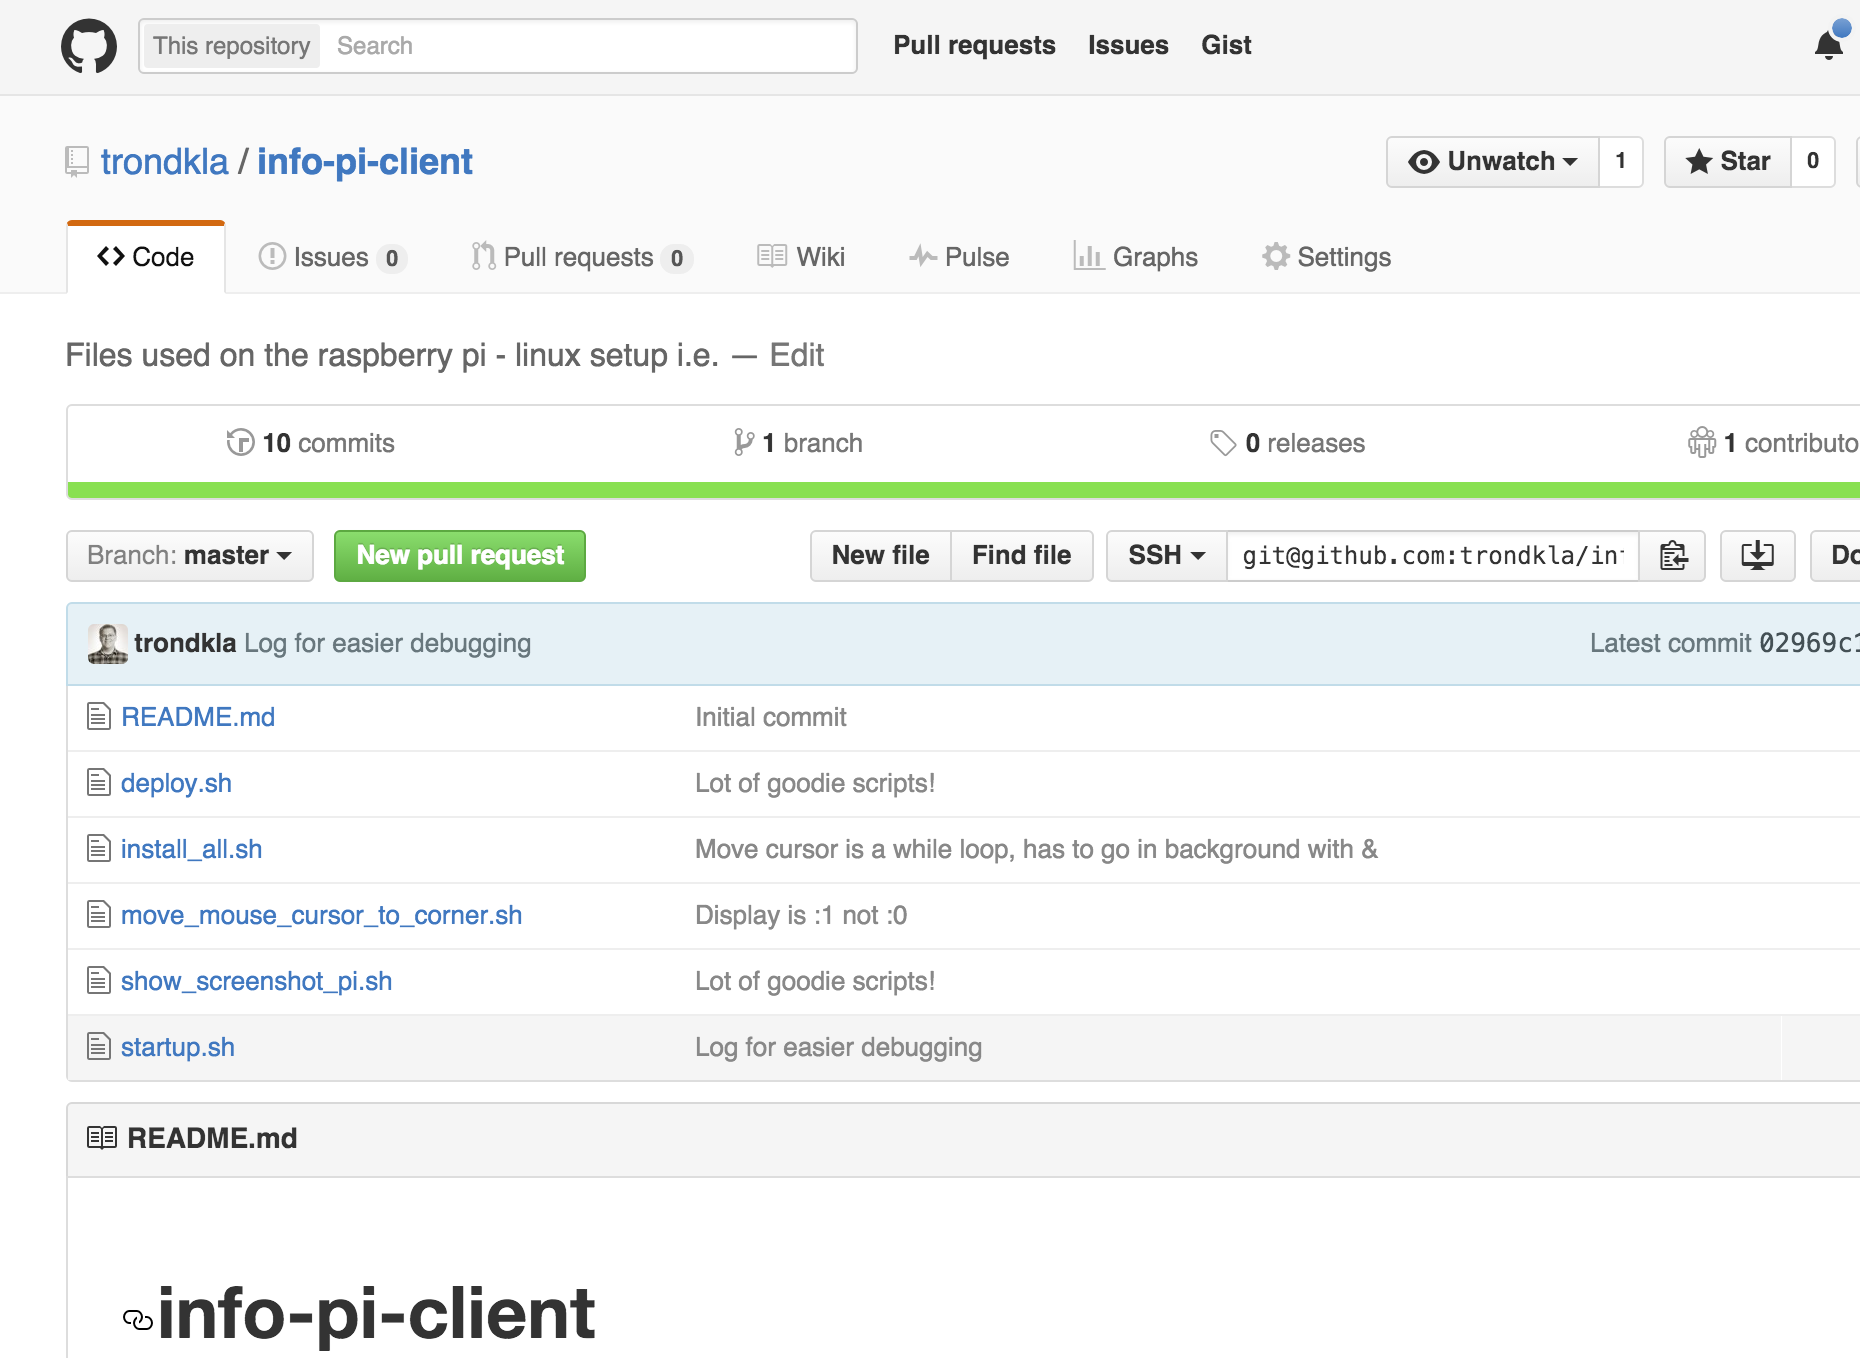 This repository Search Pull requests Issues Gist
trondkla / info-pi-client Unwatch 1 Star 0
Code Issues 0 Pull requests 0 Wiki Pulse Graphs Settings
Files used on the raspberry pi - linux setup i.e. — Edit
10 commits 1 branch 0 releases 1 contributo
Branch: master New pull request New file Find file SSH git@github.com:trondkla/in Do
trondkla Log for easier debugging Latest commit 02969c1
README.md Initial commit
deploy.sh Lot of goodie scripts!
install_all.sh Move cursor is a while loop, has to go in background with &
move_mouse_cursor_to_corner.sh Display is :1 not :0
show_screenshot_pi.sh Lot of goodie scripts!
startup.sh Log for easier debugging
README.md
info-pi-client